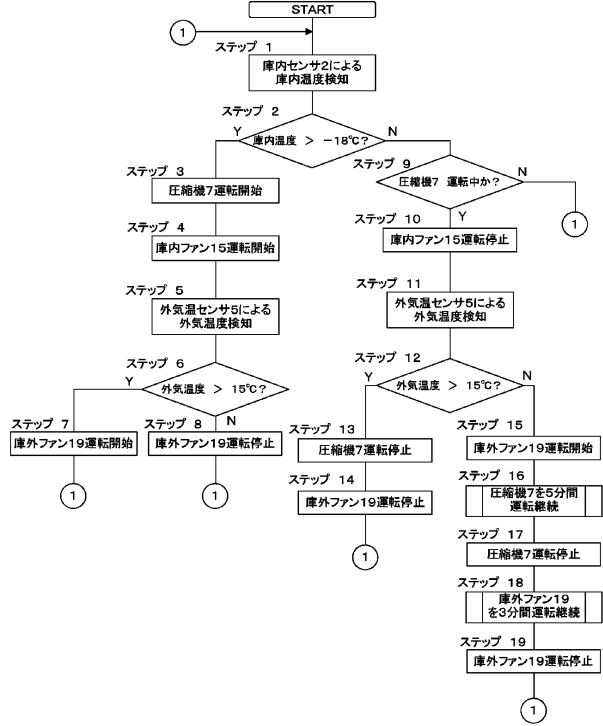 START
1
ステップ 1
庫内センサ2による
庫内温度検知
ステップ 2
Y
庫内温度 ＞ －18℃？
N
ステップ 3
圧縮機7運転開始
ステップ 4
庫内ファン15運転開始
ステップ 5
外気温センサ5による
外気温度検知
ステップ 6
Y
外気温度 ＞ 15℃？
N
ステップ 7
庫外ファン19運転開始
1
ステップ 8
庫外ファン19運転停止
1
ステップ 9
圧縮機7 運転中か？
N
1
Y
ステップ 10
庫内ファン15運転停止
ステップ 11
外気温センサ5による
外気温度検知
ステップ 12
Y
外気温度 ＞ 15℃？
N
ステップ 13
圧縮機7運転停止
ステップ 14
庫外ファン19運転停止
1
ステップ 15
庫外ファン19運転開始
ステップ 16
圧縮機7を5分間
運転継続
ステップ 17
圧縮機7運転停止
ステップ 18
庫外ファン19
を3分間運転継続
ステップ 19
庫外ファン19運転停止
1